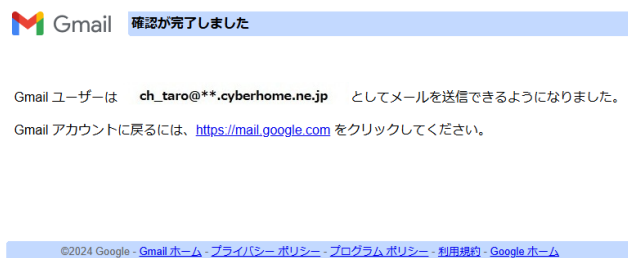 Gmail 確認が完了しました
Gmail ユーザーは ch_taro@**.cyberhome.ne.jp としてメールを送信できるようになりました。
Gmail アカウントに戻るには、https://mail.google.com をクリックしてください。
©2024 Google - Gmail ホーム - プライバシー ポリシー - プログラム ポリシー - 利用規約 - Google ホーム